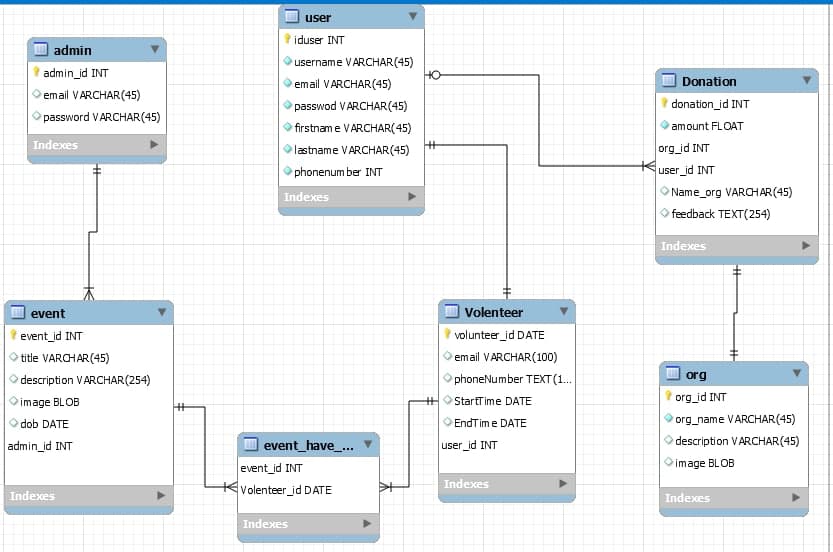 user
iduser INT
username VARCHAR(45)
email VARCHAR(45)
passwod VARCHAR(45)
firstname VARCHAR(45)
lastname VARCHAR(45)
phonenumber INT
Indexes
admin
admin_id INT
email VARCHAR(45)
password VARCHAR(45)
Indexes
Donation
donation_id INT
amount FLOAT
org_id INT
user_id INT
Name_org VARCHAR(45)
feedback TEXT(254)
Indexes
event
event_id INT
title VARCHAR(45)
description VARCHAR(254)
image BLOB
dob DATE
admin_id INT
Indexes
Volenteer
volunteer_id DATE
email VARCHAR(100)
phoneNumber TEXT(1...
StartTime DATE
EndTime DATE
user_id INT
Indexes
org
org_id INT
org_name VARCHAR(45)
description VARCHAR(45)
image BLOB
Indexes
event_have_...
event_id INT
Volenteer_id DATE
Indexes